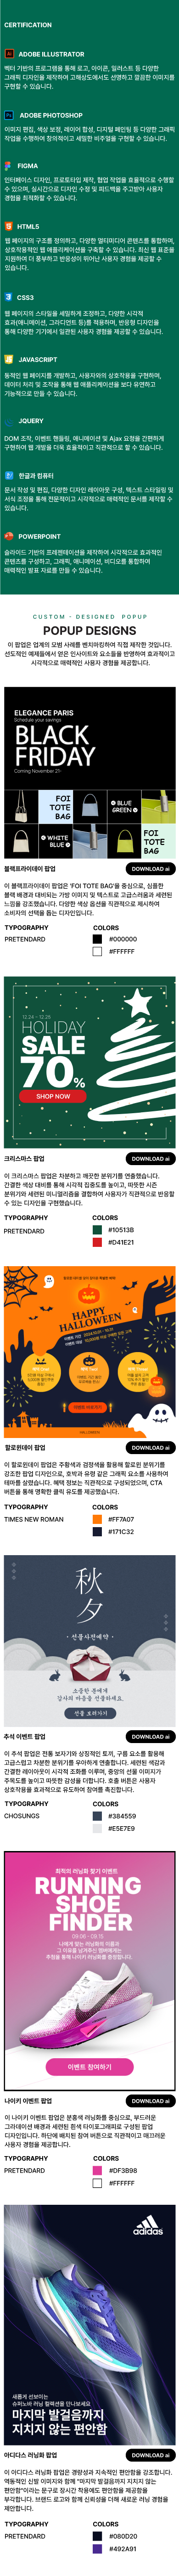 CERTIFICATION
Ai ADOBE ILLUSTRATOR
벡터 기반의 프로그램을 통해 로고, 아이콘, 일러스트 등 다양한
그래픽 디자인을 제작하여 고해상도에서도 선명하고 깔끔한 이미지를
구현할 수 있습니다.
Ps ADOBE PHOTOSHOP
이미지 편집, 색상 보정, 레이어 합성, 디지털 페인팅 등 다양한 그래픽
작업을 수행하여 창의적이고 세밀한 비주얼을 구현할 수 있습니다.
FIGMA
인터페이스 디자인, 프로토타입 제작, 협업 작업을 효율적으로 수행할
수 있으며, 실시간으로 디자인 수정 및 피드백을 주고받아 사용자
경험을 최적화할 수 있습니다.
HTML5
웹 페이지의 구조를 정의하고, 다양한 멀티미디어 콘텐츠를 통합하며,
상호작용적인 웹 애플리케이션을 구축할 수 있습니다. 최신 웹 표준을
지원하여 더 풍부하고 반응성이 뛰어난 사용자 경험을 제공할 수
있습니다.
CSS3
웹 페이지의 스타일을 세밀하게 조정하고, 다양한 시각적
효과(애니메이션, 그라디언트 등)를 적용하며, 반응형 디자인을
통해 다양한 기기에서 일관된 사용자 경험을 제공할 수 있습니다.
JAVASCRIPT
동적인 웹 페이지를 개발하고, 사용자와의 상호작용을 구현하며,
데이터 처리 및 조작을 통해 웹 애플리케이션을 보다 유연하고
기능적으로 만들 수 있습니다.
JQUERY
DOM 조작, 이벤트 핸들링, 애니메이션 및 Ajax 요청을 간편하게
구현하여 웹 개발을 더욱 효율적이고 직관적으로 할 수 있습니다.
한글과 컴퓨터
문서 작성 및 편집, 다양한 디자인 레이아웃 구성, 텍스트 스타일링 및
서식 조정을 통해 전문적이고 시각적으로 매력적인 문서를 제작할 수
있습니다.
POWERPOINT
슬라이드 기반의 프레젠테이션을 제작하여 시각적으로 효과적인
콘텐츠를 구성하고, 그래픽, 애니메이션, 비디오를 통합하여
매력적인 발표 자료를 만들 수 있습니다.
CUSTOM - DESIGNED POPUP
POPUP DESIGNS
이 팝업은 업계의 모범 사례를 벤치마킹하여 직접 제작한 것입니다.
선도적인 예제들에서 얻은 인사이트와 요소들을 반영하여 효과적이고
시각적으로 매력적인 사용자 경험을 제공합니다.
ELEGANCE PARIS
Schedule your savings
BLACK
FRIDAY
Coming November 21
FOI
TOTE
BAG
BLUE
GREEN
WHITE
BLUE
FOI
TOTE
BAG
블랙프라이데이 팝업
DOWNLOAD ai
이 블랙프라이데이 팝업은 'FOI TOTE BAG'을 중심으로, 심플한
블랙 배경과 대비되는 가방 이미지 및 텍스트로 고급스러움과 세련된
느낌을 강조했습니다. 다양한 색상 옵션을 직관적으로 제시하여
소비자의 선택을 돕는 디자인입니다.
TYPOGRAPHY COLORS
PRETENDARD #000000
#FFFFFF
12.24 - 12.25
HOLIDAY
SALE
70%
SHOP NOW
크리스마스 팝업
DOWNLOAD ai
이 크리스마스 팝업은 차분하고 깨끗한 분위기를 연출했습니다.
간결한 색상 대비를 통해 시각적 집중도를 높이고, 따뜻한 시즌
분위기와 세련된 미니멀리즘을 결합하여 사용자가 직관적으로 반응할
수 있는 디자인을 구현했습니다.
TYPOGRAPHY COLORS
PRETENDARD #10513B
#D41E21
HAPPY
HALLOWEEN
할로윈데이 팝업
DOWNLOAD ai
이 할로윈데이 팝업은 주황색과 검정색을 활용해 할로윈 분위기를
강조한 팝업 디자인으로, 호박과 유령 같은 그래픽 요소를 사용하여
테마를 살렸습니다. 혜택 정보는 직관적으로 구성되었으며, CTA
버튼을 통해 명확한 클릭 유도를 제공했습니다.
TYPOGRAPHY COLORS
TIMES NEW ROMAN #FF7A07
#171C32
秋
夕
선물사전예약
소중한 분에게
감사의 마음을 선물하세요.
선물 보러가기
추석 이벤트 팝업
DOWNLOAD ai
이 추석 팝업은 전통 보자기와 상징적인 토끼, 구름 요소를 활용해
고급스럽고 차분한 분위기를 우아하게 연출합니다. 세련된 색감과
간결한 레이아웃이 시각적 조화를 이루며, 중앙의 선물 이미지가
주목도를 높이고 따뜻한 감성을 더합니다. 호출 버튼은 사용자
상호작용을 효과적으로 유도하여 참여를 촉진합니다.
TYPOGRAPHY COLORS
CHOSUNGS #384559
#E5E7E9
최적의 러닝화 찾기 이벤트
RUNNING
SHOE
FINDER
09.06 - 09.15
나에게 맞는 러닝화의 이름과
그 이유를 남겨주신 멤버에게는
추첨을 통해 나이키 러닝화를 증정합니다.
이벤트 참여하기
나이키 이벤트 팝업
DOWNLOAD ai
이 나이키 이벤트 팝업은 분홍색 러닝화를 중심으로, 부드러운
그라데이션 배경과 세련된 흰색 타이포그래피로 구성된 팝업
디자인입니다. 하단에 배치된 참여 버튼으로 직관적이고 매끄러운
사용자 경험을 제공합니다.
TYPOGRAPHY COLORS
PRETENDARD #DF3B98
#FFFFFF
adidas
새롭게 선보이는
슈퍼노바 러닝 컬렉션을 만나보세요
마지막 발걸음까지
지치지 않는 편안함
아디다스 러닝화 팝업
DOWNLOAD ai
이 아디다스 러닝화 팝업은 경량성과 지속적인 편안함을 강조합니다.
역동적인 신발 이미지와 함께 "마지막 발걸음까지 지치지 않는
편안함"이라는 문구로 장시간 착용에도 편안함을 제공함을
부각합니다. 브랜드 로고와 함께 신뢰성을 더해 새로운 러닝 경험을
제안합니다.
TYPOGRAPHY COLORS
PRETENDARD #080D20
#492A91